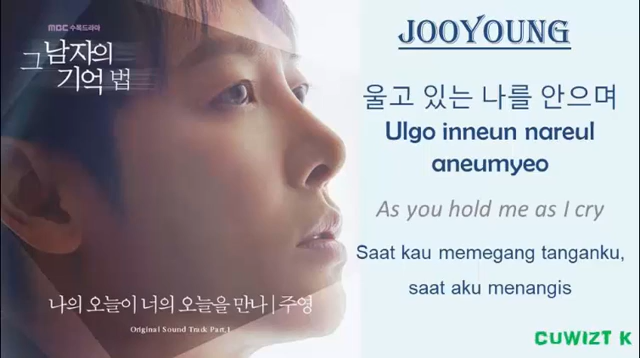 MBC 수목드라마
그 남자의
기억법
나의 오늘이 너의 오늘을 만나 | 주영
Original Sound Track Part.1
JOOYOUNG
울고 있는 나를 안으며
Ulgo inneun nareul
aneumyeo
As you hold me as I cry
Saat kau memegang tanganku,
saat aku menangis
CUWIZT K